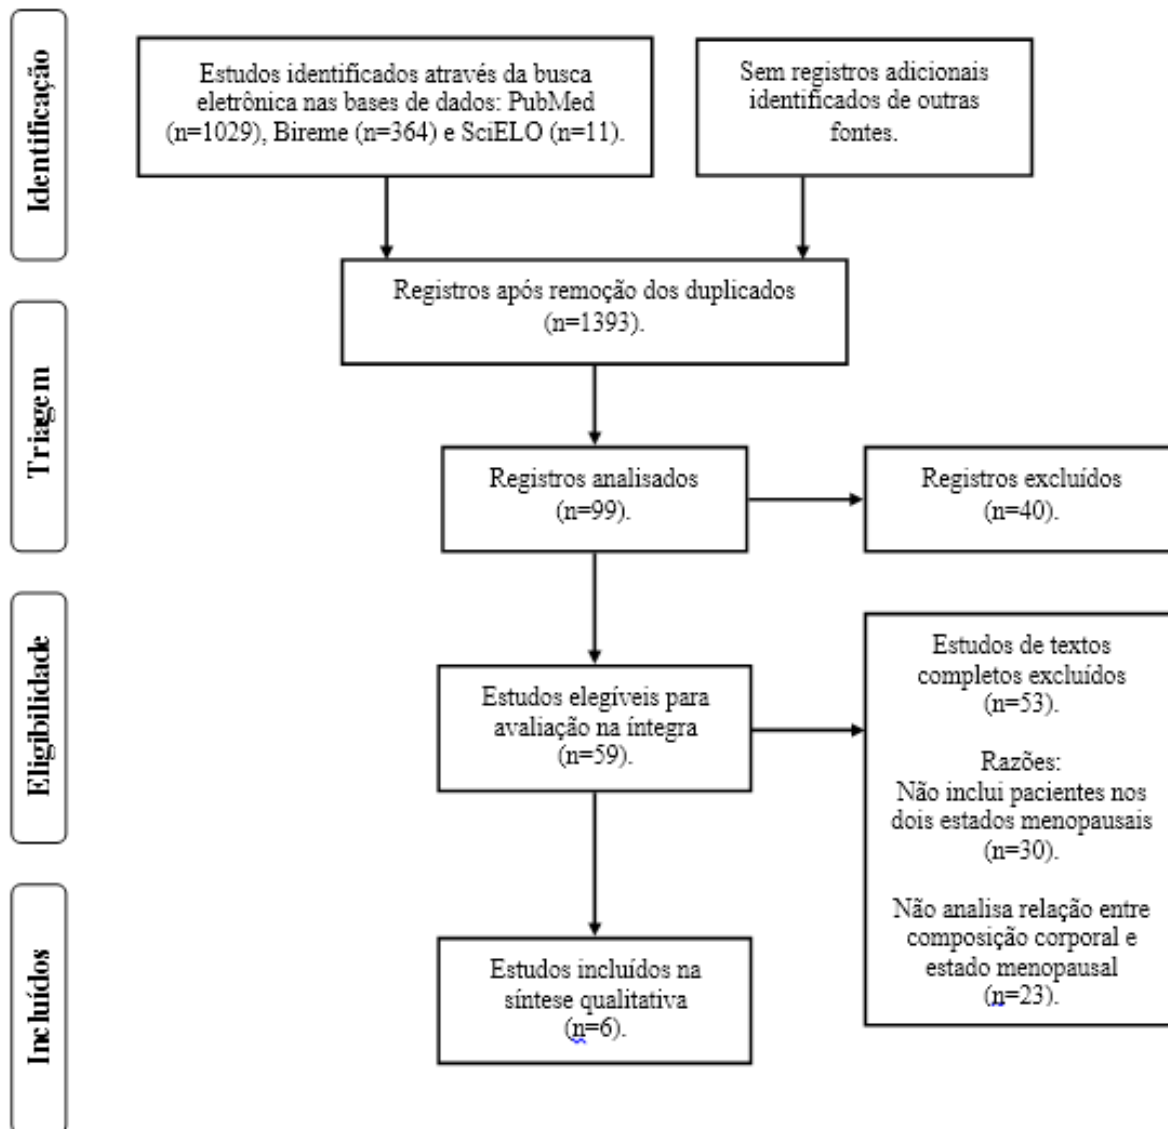 Identificação
Estudos identificados através da busca
eletrônica nas bases de dados: PubMed
(n=1029), Bireme (n=364) e SciELO (n=11).
Sem registros adicionais
identificados de outras
fontes.
Registros após remoção dos duplicados
(n=1393).
Triagem
Registros analisados
(n=99).
Registros excluídos
(n=40).
Eligibilidade
Estudos elegíveis para
avaliação na íntegra
(n=59).
Estudos de textos
completos excluídos
(n=53).
Razões:
Não inclui pacientes nos
dois estados menopausais
(n=30).
Não analisa relação entre
composição corporal e
estado menopausal
(n=23).
Incluídos
Estudos incluídos na
síntese qualitativa
(n=6).